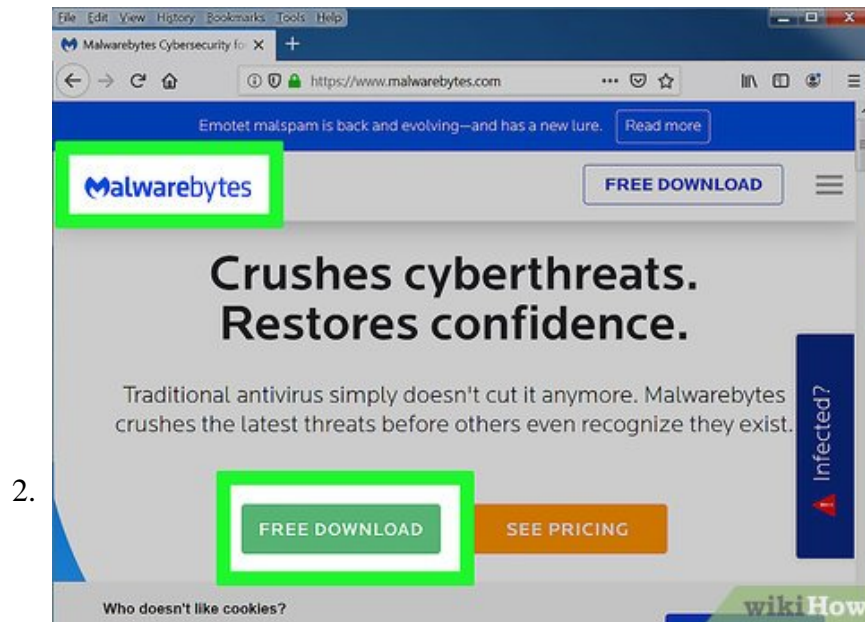 File Edit View History Bookmarks Tools Help
Malwarebytes Cybersecurity fo
https://www.malwarebytes.com
Emotet malspam is back and evolving—and has a new lure. Read more
Malwarebytes
FREE DOWNLOAD
Crushes cyberthreats.
Restores confidence.
Traditional antivirus simply doesn't cut it anymore. Malwarebytes
crushes the latest threats before others even recognize they exist.
Infected?
2.
FREE DOWNLOAD SEE PRICING
Who doesn't like cookies?
wikiHow